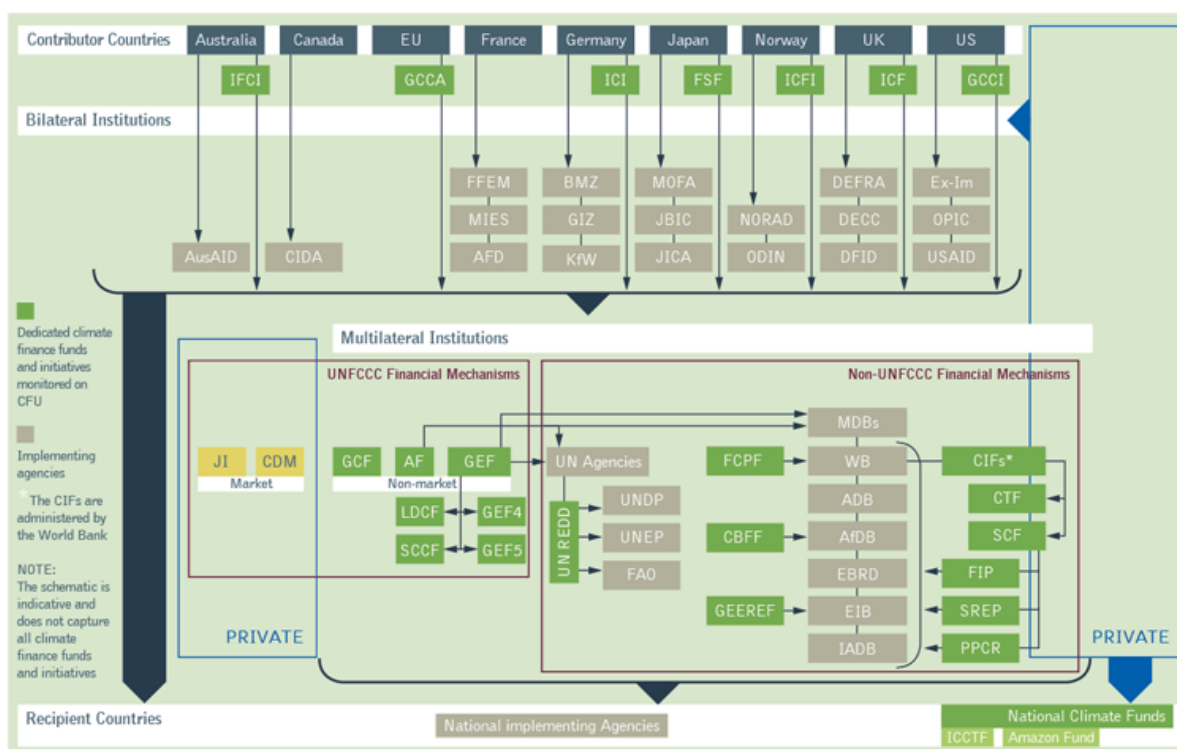 Contributor Countries
Australia
Canada
EU
France
Germany
Japan
Norway
UK
US
IFCI
GCCA
ICI
FSF
ICFI
ICF
GCCI
Bilateral Institutions
FFEM
BMZ
MOFA
DEFRA
Ex-Im
MIES
GIZ
JBIC
NORAD
DECC
OPIC
AusAID
CIDA
AFD
KfW
JICA
ODIN
DFID
USAID
Dedicated climate
finance funds
and initiatives
monitored on
CFU
Implementing
agencies
*The CIFs are
administered by
the World Bank
NOTE:
The schematic is
indicative and
does not capture
all climate
finance funds
and initiatives
Multilateral Institutions
UNFCCC Financial Mechanisms
Non-UNFCCC Financial Mechanisms
JI
CDM
Market
GCF
AF
GEF
Non-market
LDCF
GEF4
SCCF
GEF5
PRIVATE
UN Agencies
UN REDD
UNDP
UNEP
FAO
FCPF
CBFF
GEEREF
MDBs
WB
ADB
AfDB
EBRD
EIB
IADB
CIFs*
CTF
SCF
FIP
SREP
PPCR
PRIVATE
Recipient Countries
National implementing Agencies
National Climate Funds
ICCTF
Amazon Fund